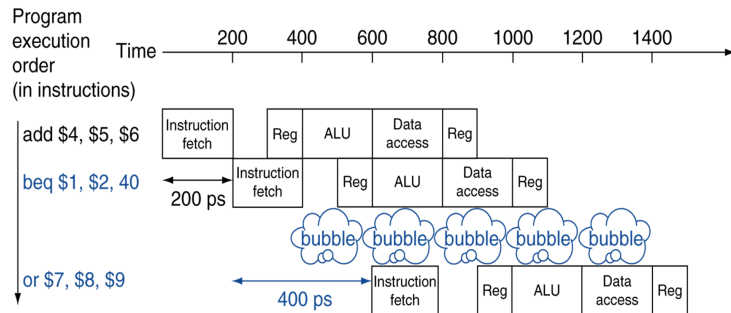 Program
execution
order
(in instructions)
Time
200 400 600 800 1000 1200 1400
add $4, $5, $6
Instruction
fetch
Reg
ALU
Data
access
Reg
beq $1, $2, 40
200 ps
Instruction
fetch
Reg
ALU
Data
access
Reg
bubble bubble bubble bubble bubble
or $7, $8, $9
400 ps
Instruction
fetch
Reg
ALU
Data
access
Reg